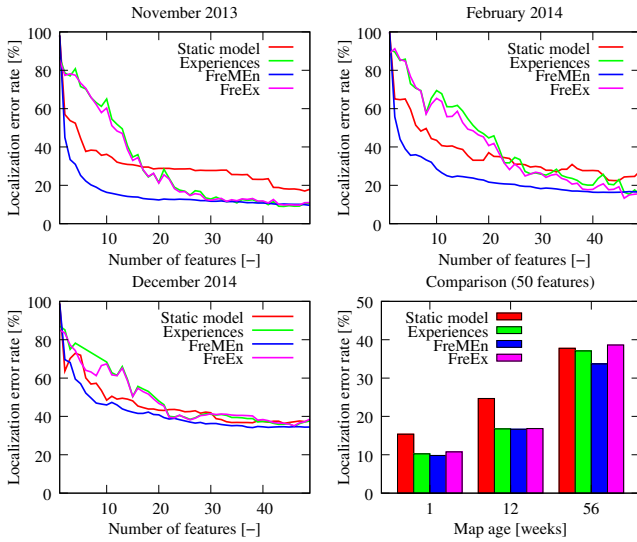 November 2013
Localization error rate [%]
100
80
60
40
20
0
Static model
Experiences
FreMEn
FreEx
10 20 30 40
Number of features [−]
February 2014
Localization error rate [%]
100
80
60
40
20
0
Static model
Experiences
FreMEn
FreEx
10 20 30 40
Number of features [−]
December 2014
Localization error rate [%]
100
80
60
40
20
0
Static model
Experiences
FreMEn
FreEx
10 20 30 40
Number of features [−]
Comparison (50 features)
Localization error rate [%]
50
40
30
20
10
0
Static model
Experiences
FreMEn
FreEx
1 12 56
Map age [weeks]